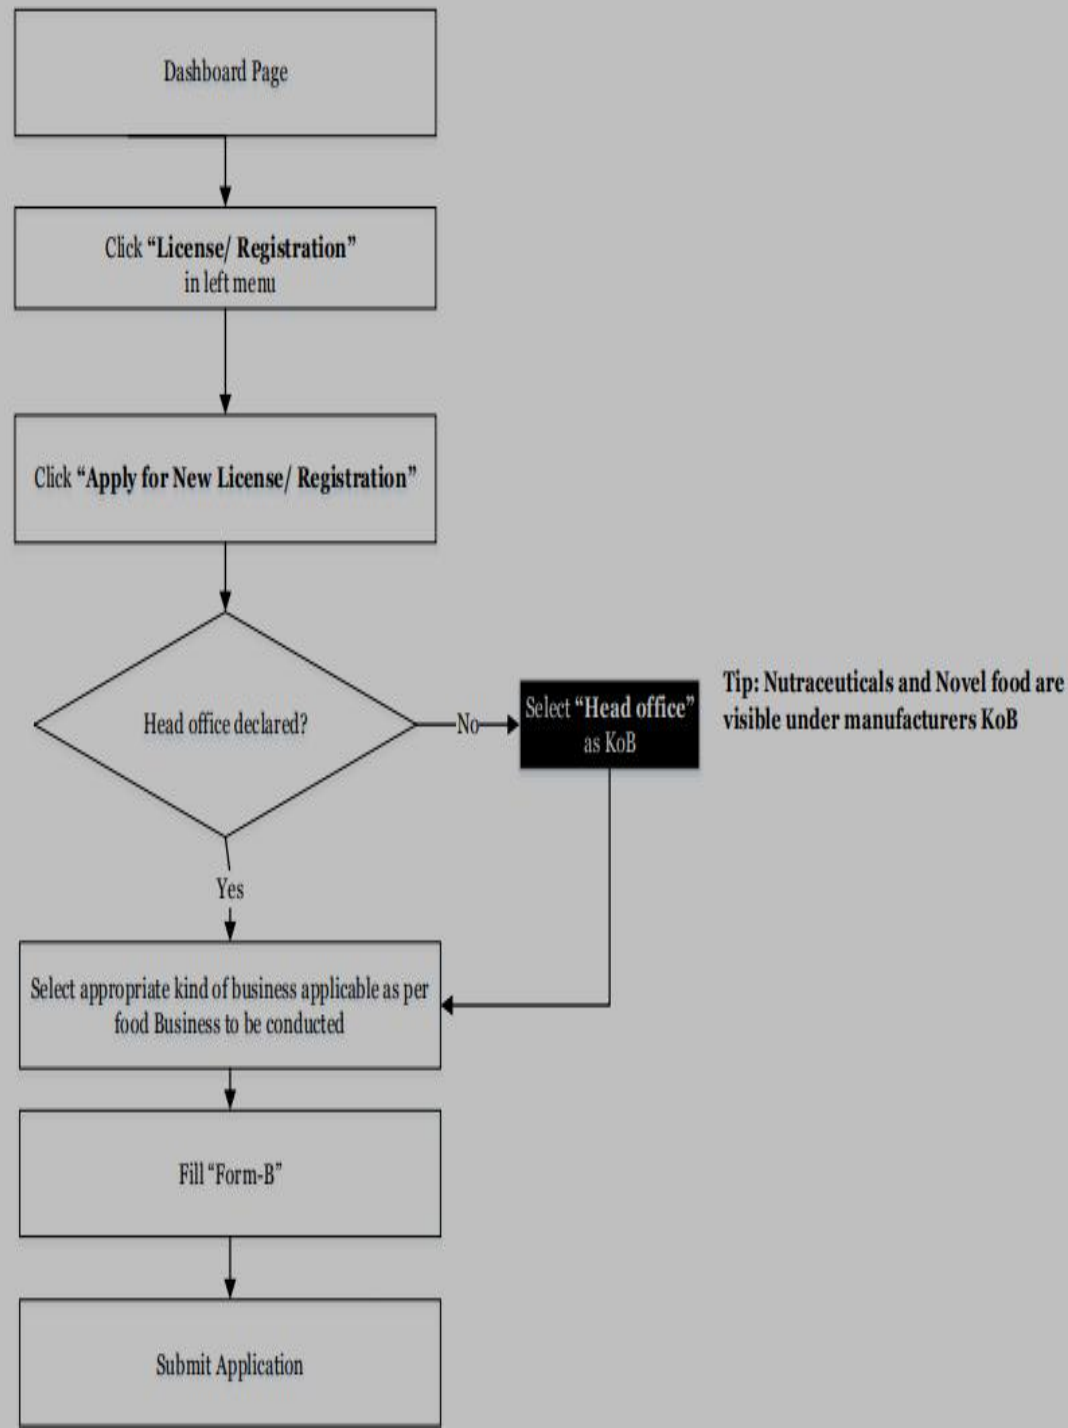 Dashboard Page
Click “License/ Registration”
in left menu
Click “Apply for New License/ Registration”
Head office declared?
No
Select “Head office”
as KoB
Tip: Nutraceuticals and Novel food are
visible under manufacturers KoB
Yes
Select appropriate kind of business applicable as per
food Business to be conducted
Fill “Form-B”
Submit Application